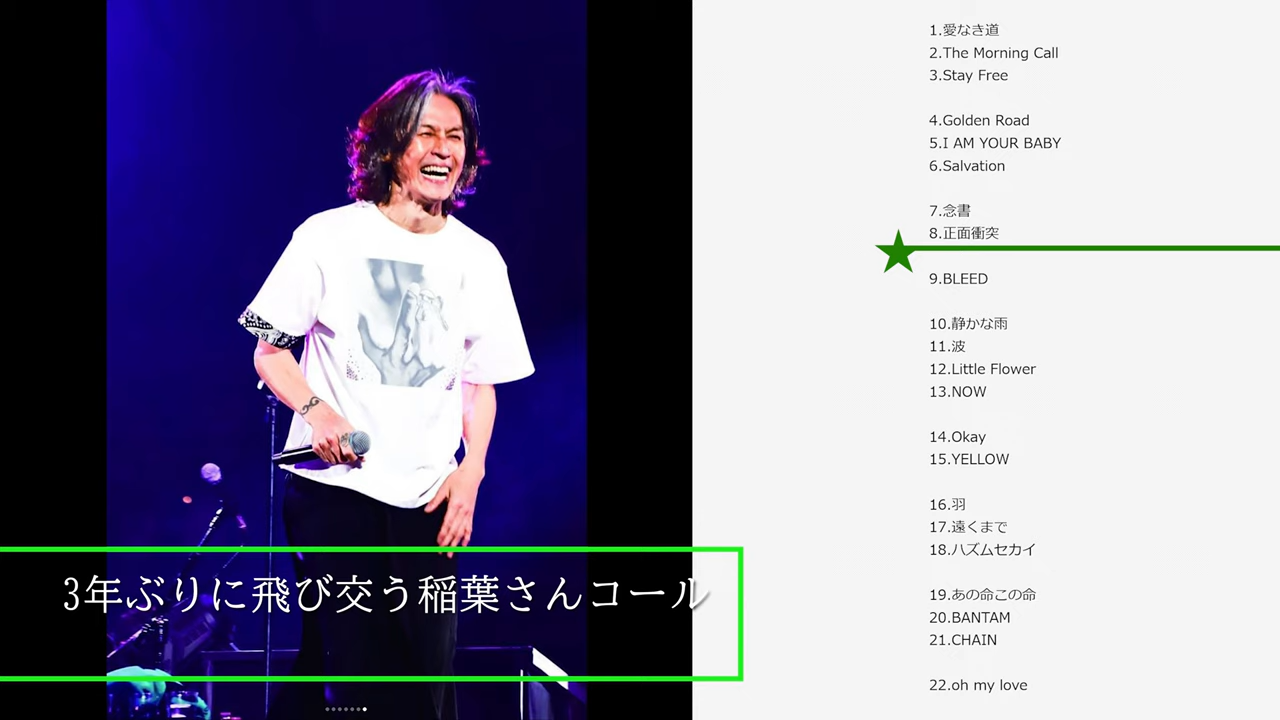 3年ぶりに飛び交う稲葉さんコール
1.愛なき道
2.The Morning Call
3.Stay Free
4.Golden Road
5.I AM YOUR BABY
6.Salvation
7.念書
8.正面衝突
9.BLEED
10.静かな雨
11.波
12.Little Flower
13.NOW
14.Okay
15.YELLOW
16.羽
17.遠くまで
18.ハズムセカイ
19.あの命この命
20.BANTAM
21.CHAIN
22.oh my love